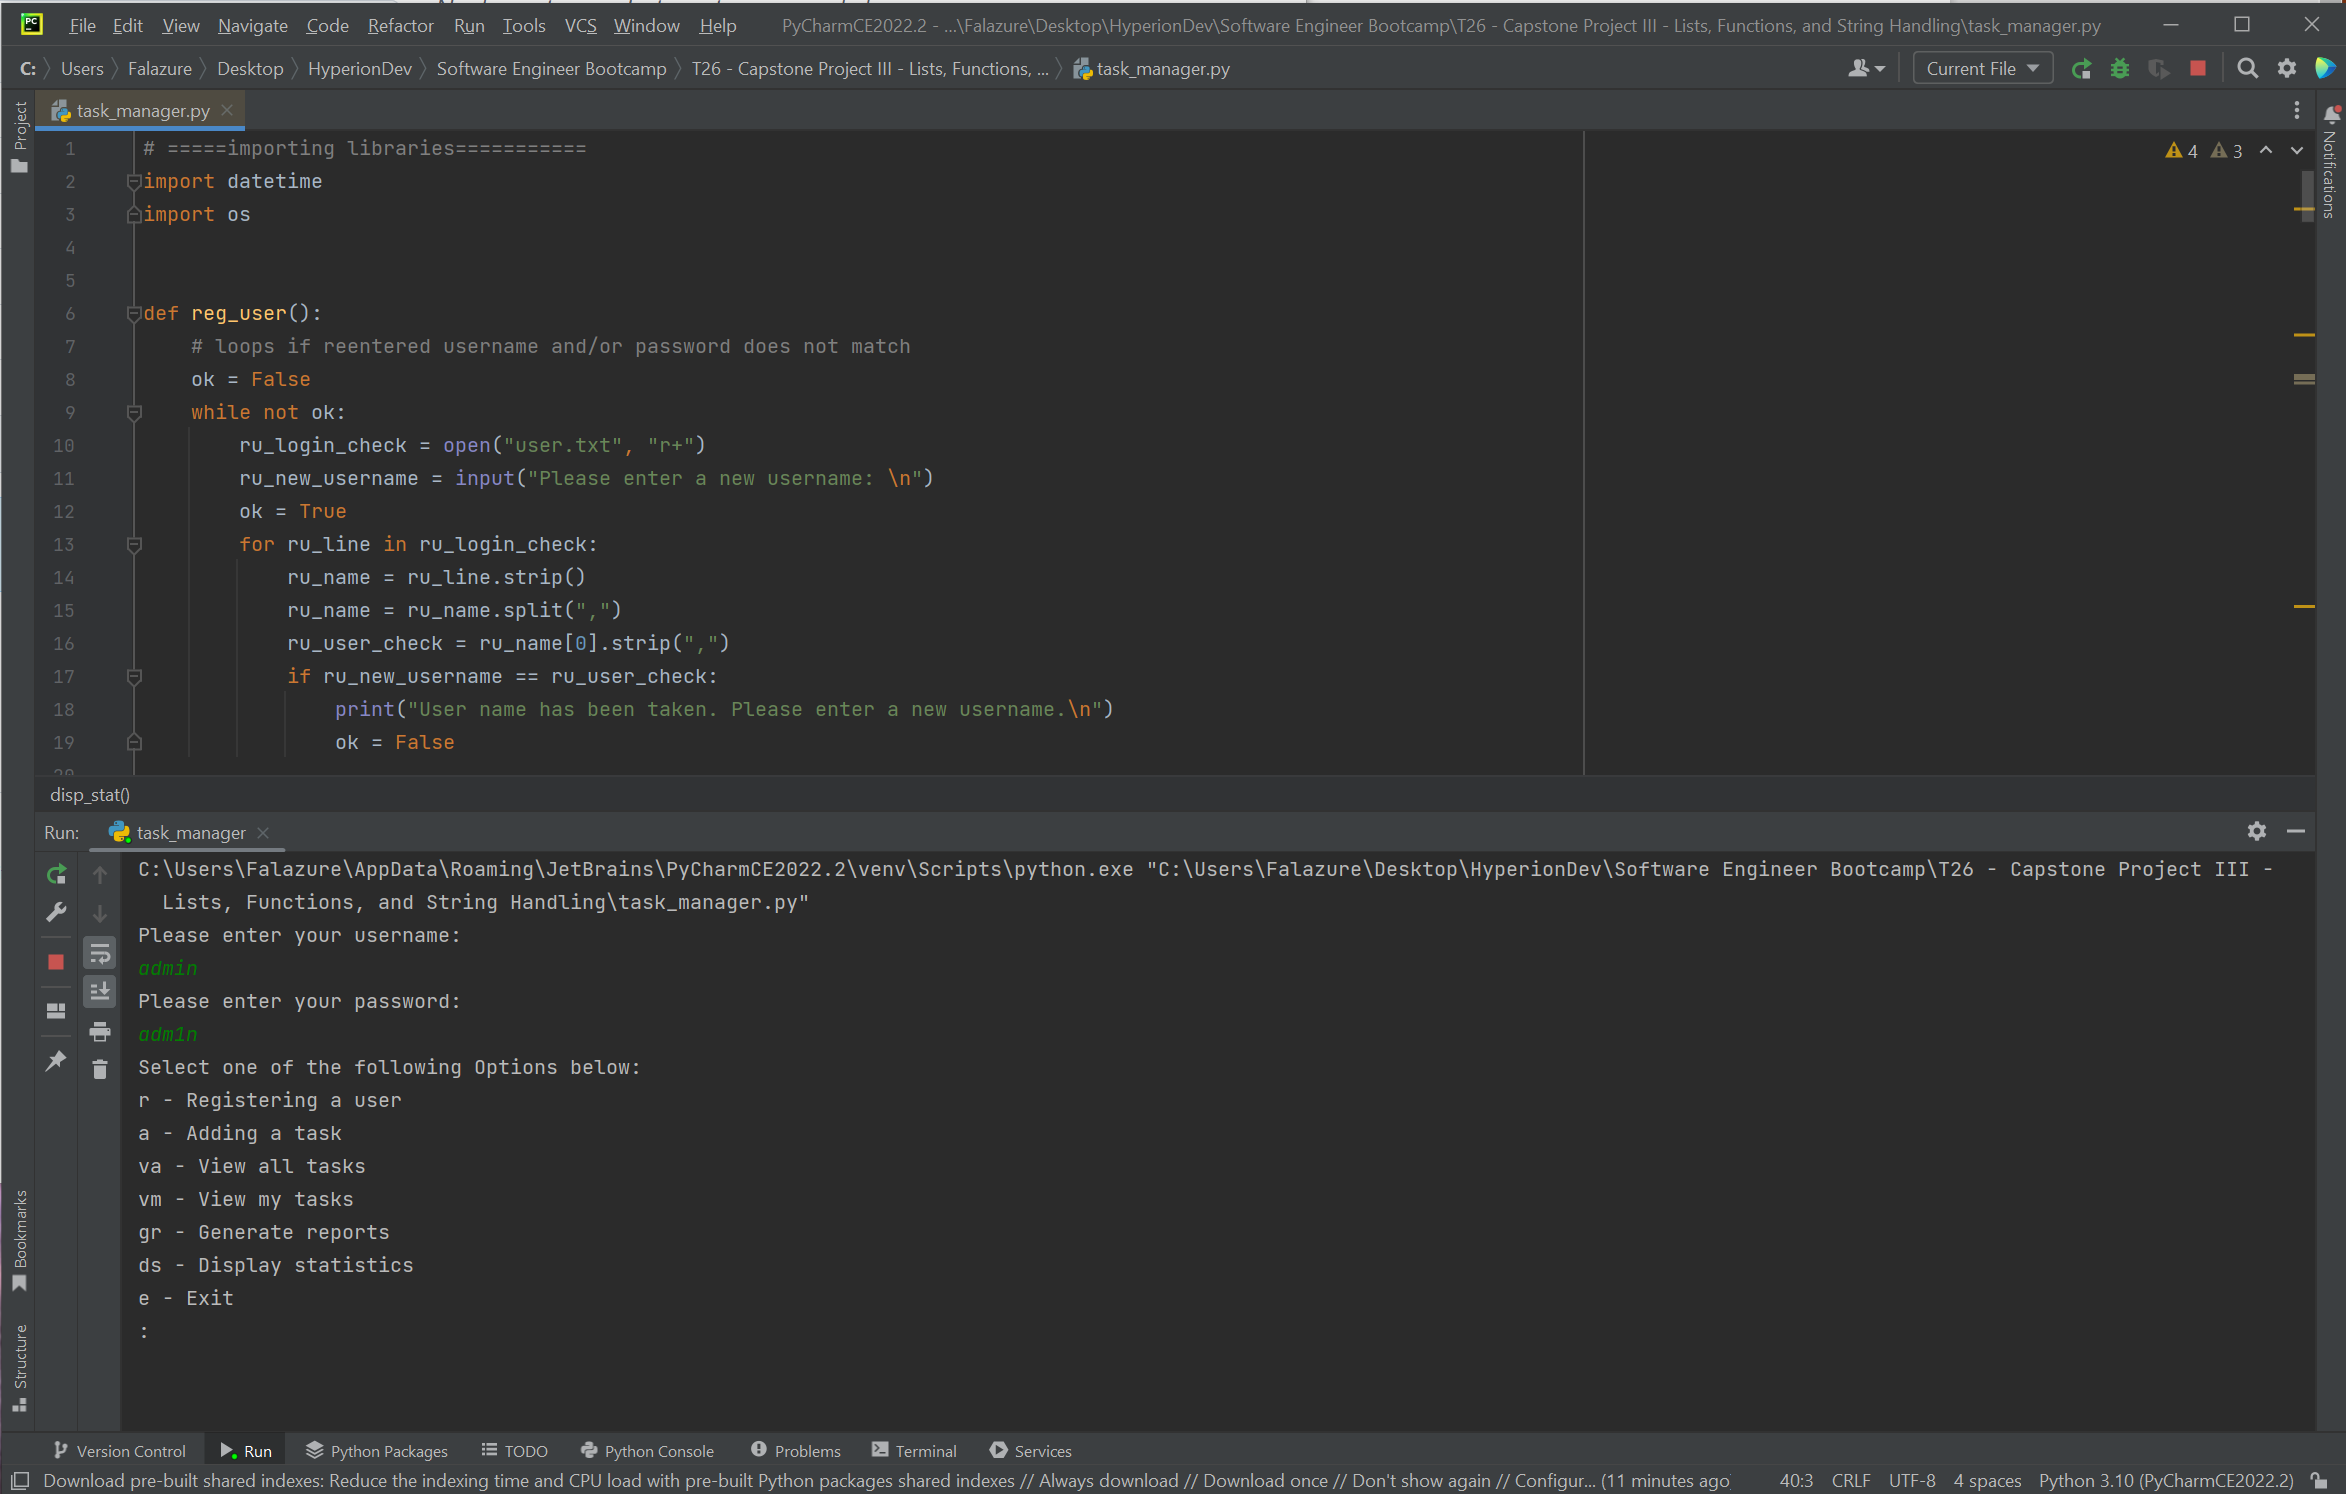 File Edit View Navigate Code Refactor Run Tools VCS Window Help PyCharmCE2022.2 - ...\Falazure\Desktop\HyperionDev\Software Engineer Bootcamp\T26 - Capstone Project III - Lists, Functions, and String Handling\task_manager.py
C: Users Falazure Desktop HyperionDev Software Engineer Bootcamp T26 - Capstone Project III - Lists, Functions, ... task_manager.py Current File
task_manager.py
Project
Notifications
4 3
1 # =====importing libraries===========
2 import datetime
3 import os
4
5
6 def reg_user():
7 # loops if reentered username and/or password does not match
8 ok = False
9 while not ok:
10 ru_login_check = open("user.txt", "r+")
11 ru_new_username = input("Please enter a new username: \n")
12 ok = True
13 for ru_line in ru_login_check:
14 ru_name = ru_line.strip()
15 ru_name = ru_name.split(",")
16 ru_user_check = ru_name[0].strip(",")
17 if ru_new_username == ru_user_check:
18 print("User name has been taken. Please enter a new username.\n")
19 ok = False
20
disp_stat()
Run: task_manager
C:\Users\Falazure\AppData\Roaming\JetBrains\PyCharmCE2022.2\venv\Scripts\python.exe "C:\Users\Falazure\Desktop\HyperionDev\Software Engineer Bootcamp\T26 - Capstone Project III -
Lists, Functions, and String Handling\task_manager.py"
Please enter your username:
admin
Please enter your password:
adm1n
Select one of the following Options below:
r - Registering a user
a - Adding a task
va - View all tasks
vm - View my tasks
gr - Generate reports
ds - Display statistics
e - Exit
:
Bookmarks
Structure
Version Control Run Python Packages TODO Python Console Problems Terminal Services
Download pre-built shared indexes: Reduce the indexing time and CPU load with pre-built Python packages shared indexes // Always download // Download once // Don't show again // Configur... (11 minutes ago 40:3 CRLF UTF-8 4 spaces Python 3.10 (PyCharmCE2022.2)